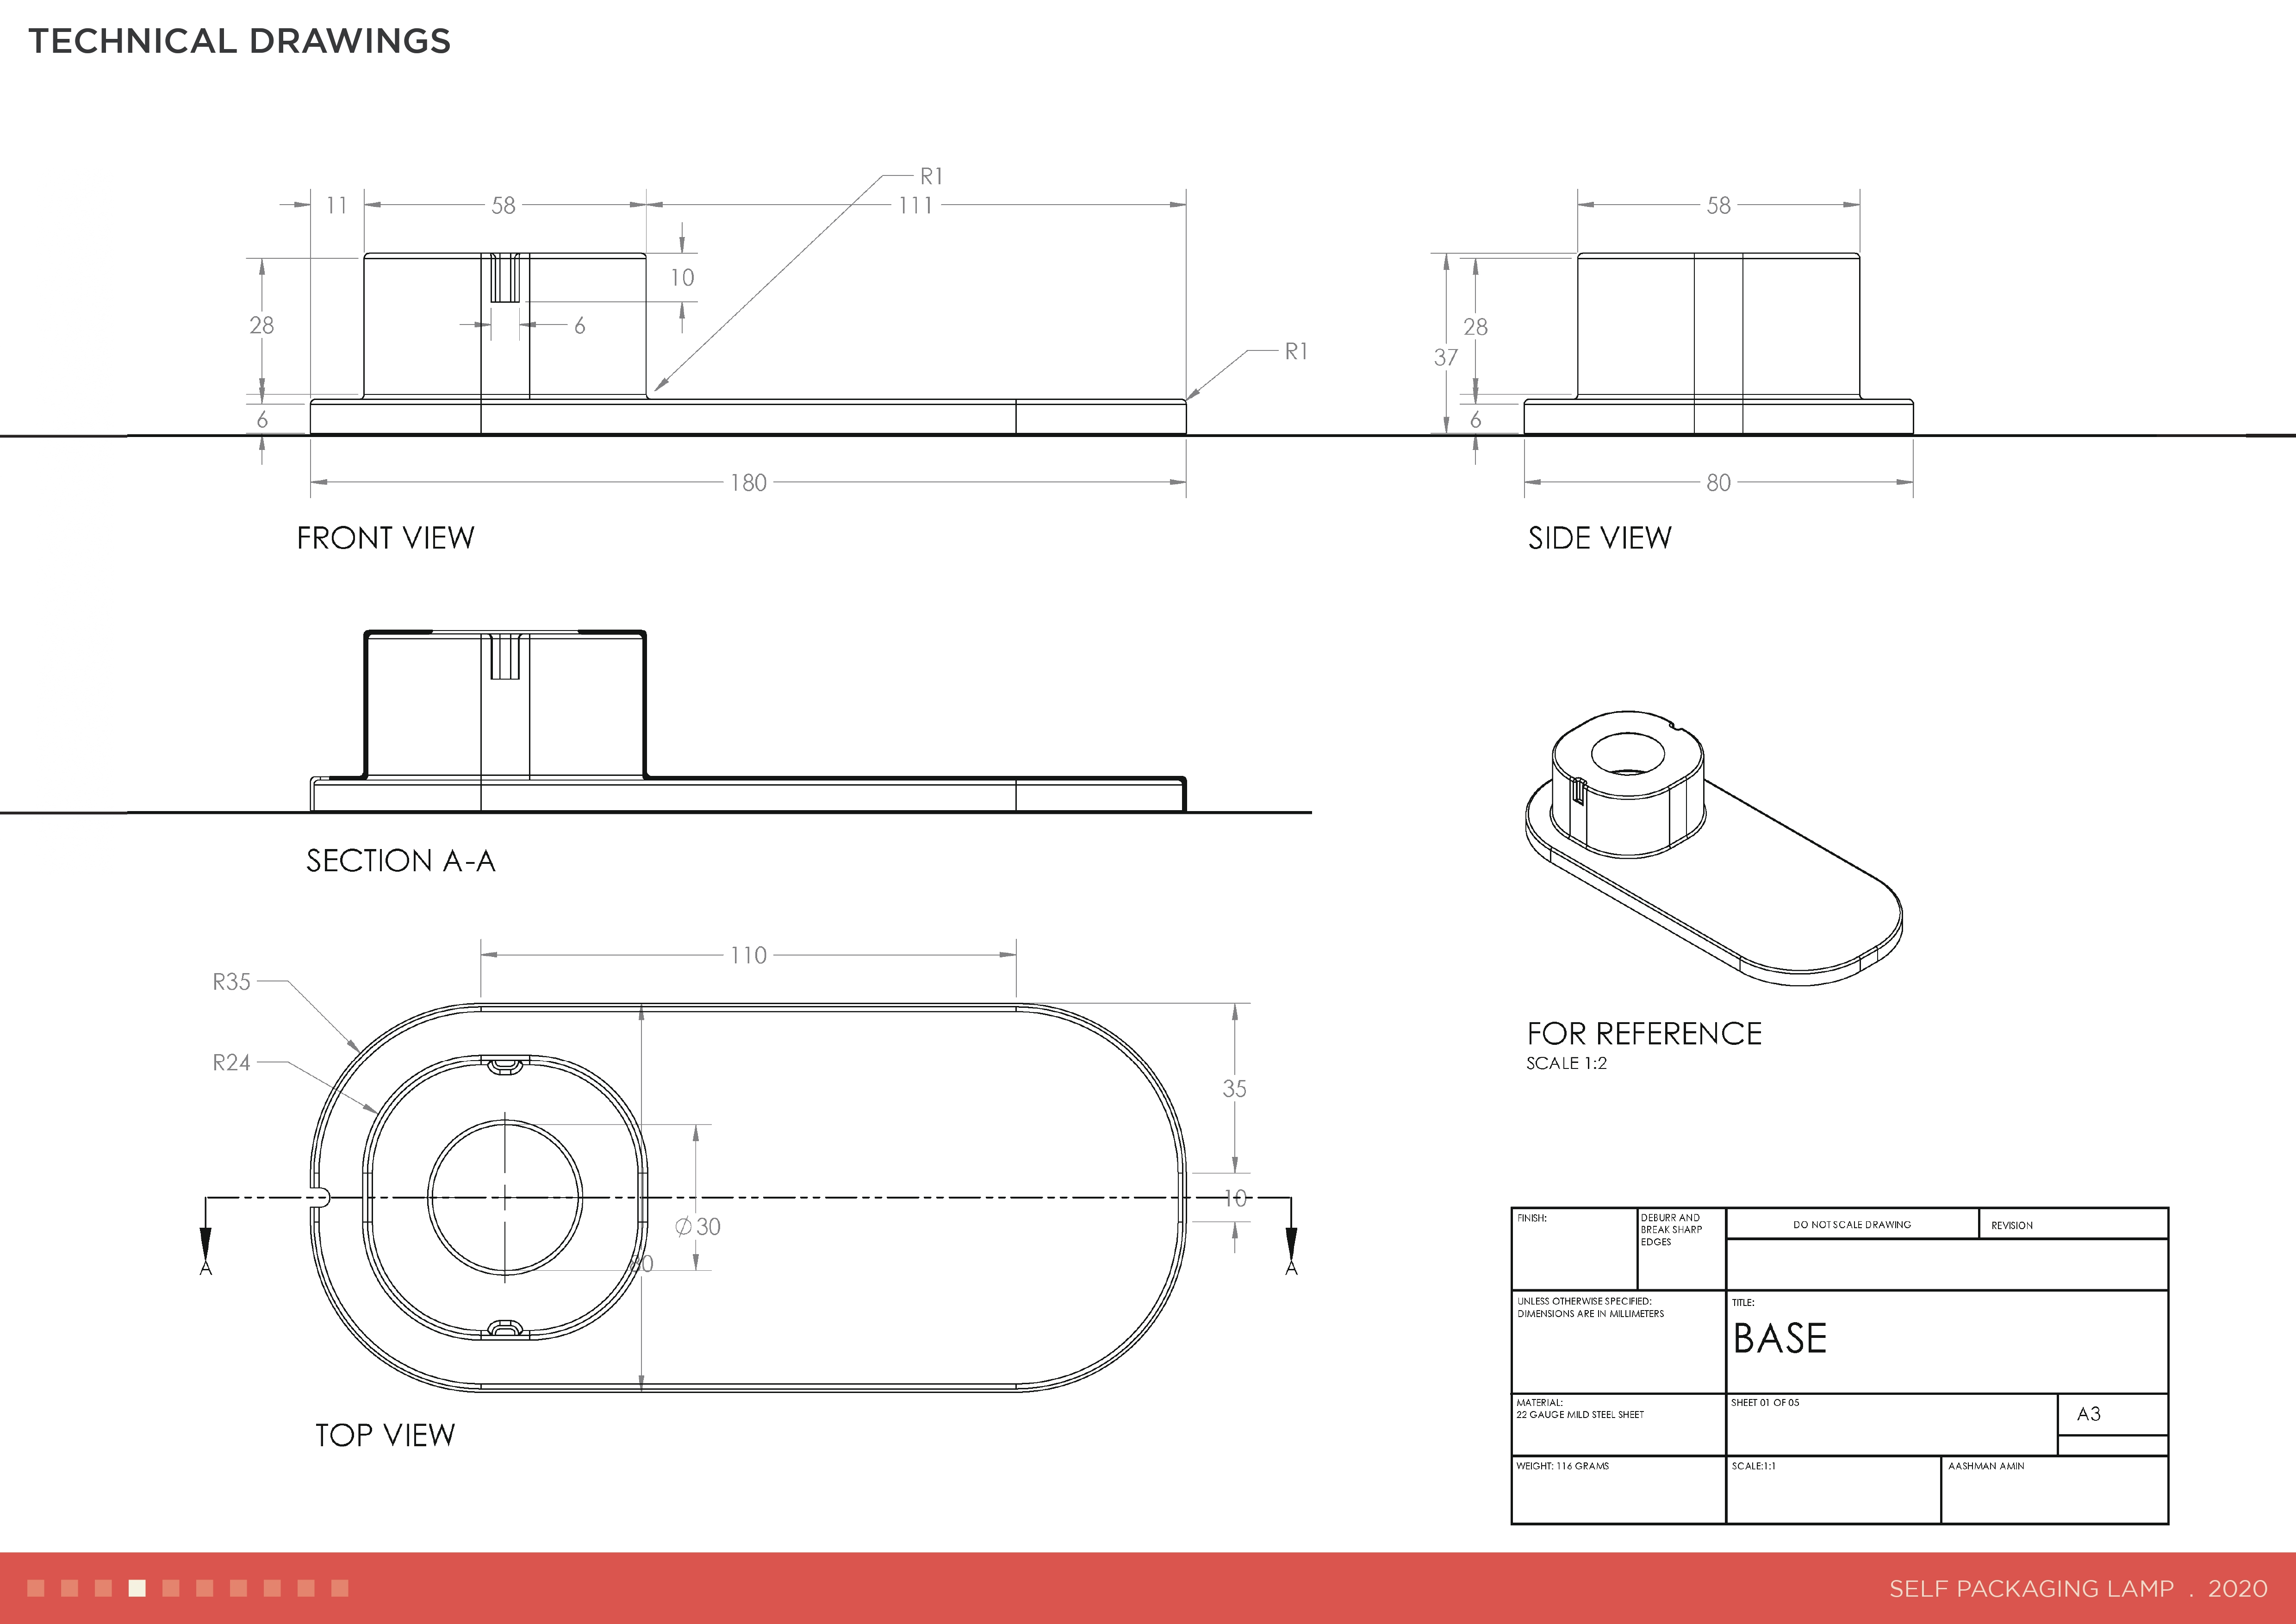 TECHNICAL DRAWINGS
R1
11
58
111
58
10
28
6
28
37
R1
6
6
180
80
FRONT VIEW
SIDE VIEW
SECTION A-A
110
R35
R24
35
10
Ø30
80
A
A
TOP VIEW
FOR REFERENCE
SCALE 1:2
FINISH:
DEBURR AND
BREAK SHARP
EDGES
DO NOT SCALE DRAWING
REVISION
UNLESS OTHERWISE SPECIFIED:
DIMENSIONS ARE IN MILLIMETERS
TITLE:
BASE
MATERIAL:
22 GAUGE MILD STEEL SHEET
SHEET 01 OF 05
A3
WEIGHT: 116 GRAMS
SCALE:1:1
AASHMAN AMIN
SELF PACKAGING LAMP . 2020